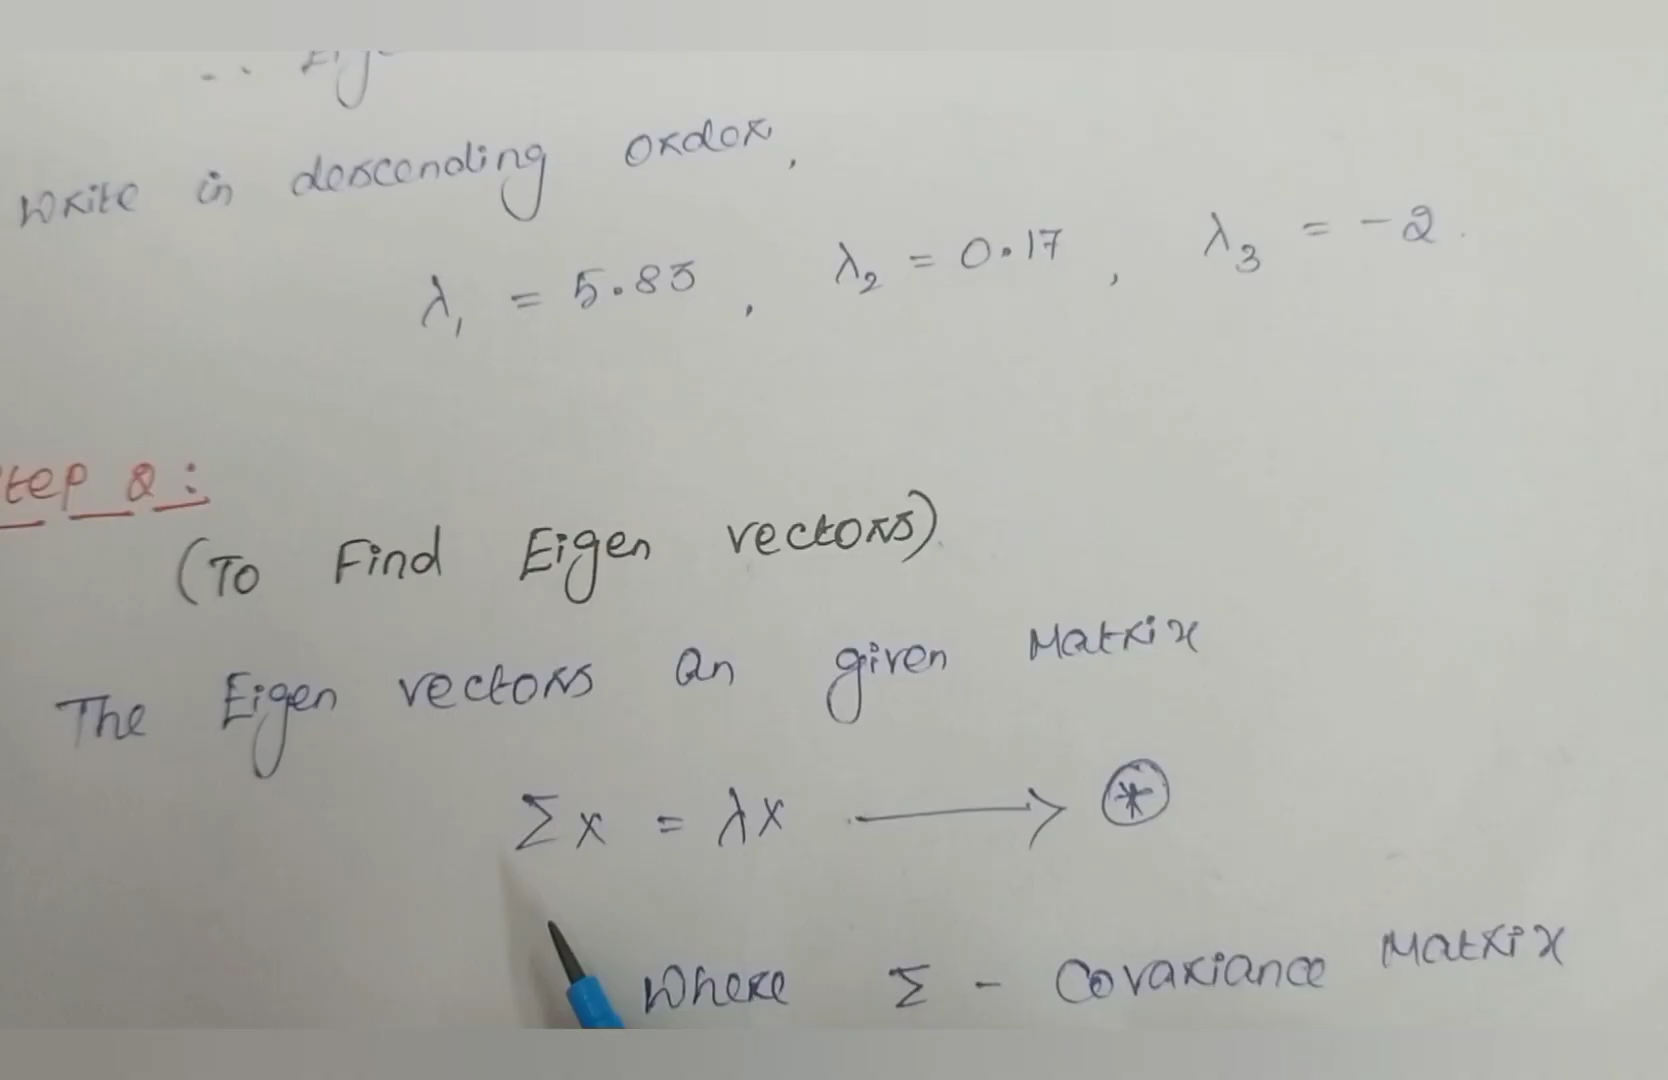 Write in descending order,
λ₁ = 5.83 , λ₂ = 0.17 , λ₃ = -2.
tep 2:
(To Find Eigen vectors)
The Eigen vectors an given Matrix
Σx = λx ⟶ ⊛
Where Σ - Covariance Matrix